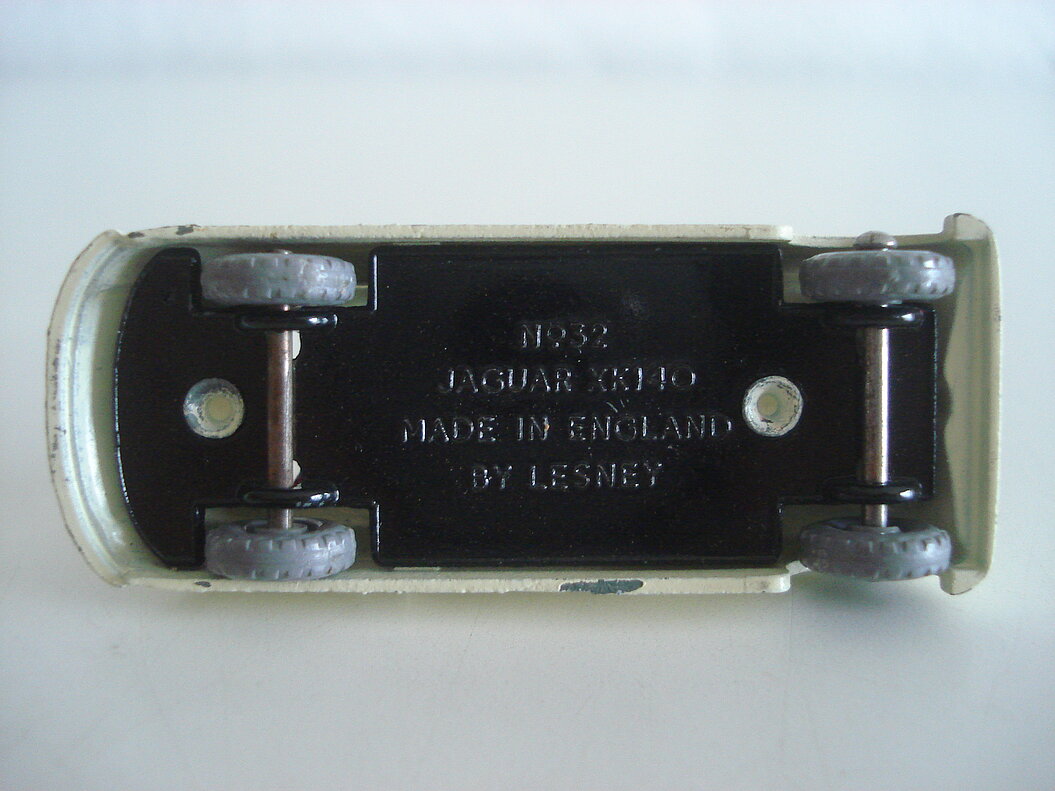 Nº32
JAGUAR XK140
MADE IN ENGLAND
BY LESNEY